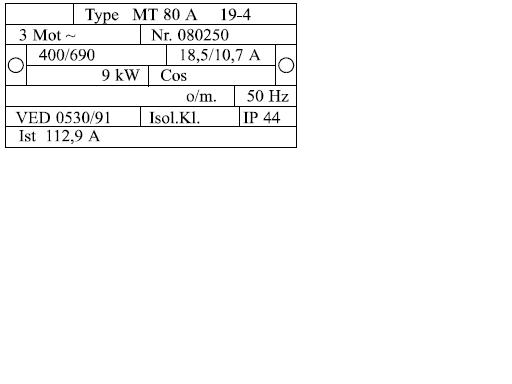 Type MT 80 A 19-4
3 Mot ~ Nr. 080250
400/690 18,5/10,7 A
9 kW Cos
o/m. 50 Hz
VED 0530/91 Isol.Kl. IP 44
Ist 112,9 A